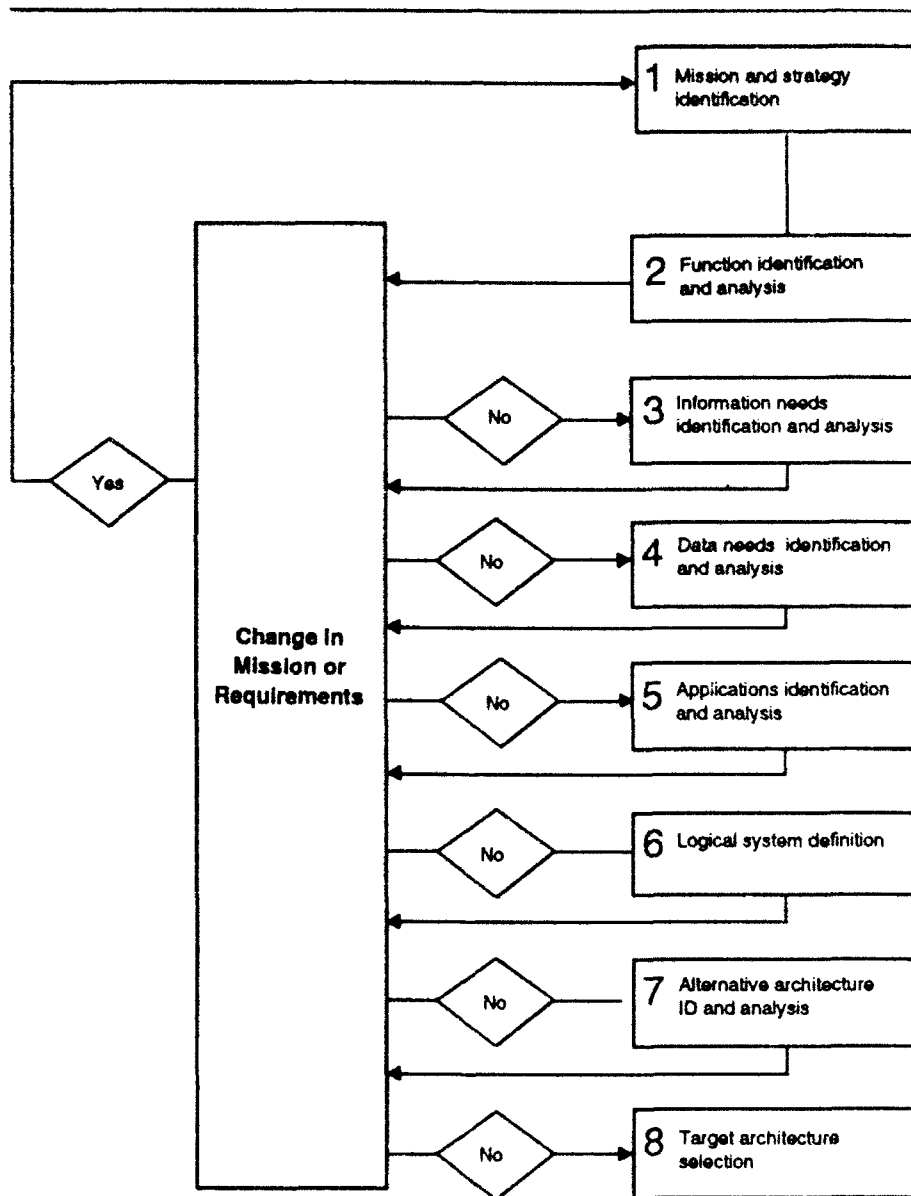 1 Mission and strategy
identification
2 Function identification
and analysis
No
3 Information needs
identification and analysis
Yes
No
4 Data needs identification
and analysis
Change in
Mission or
Requirements
No
5 Applications identification
and analysis
No
6 Logical system definition
No
7 Alternative architecture
ID and analysis
No
8 Target architecture
selection